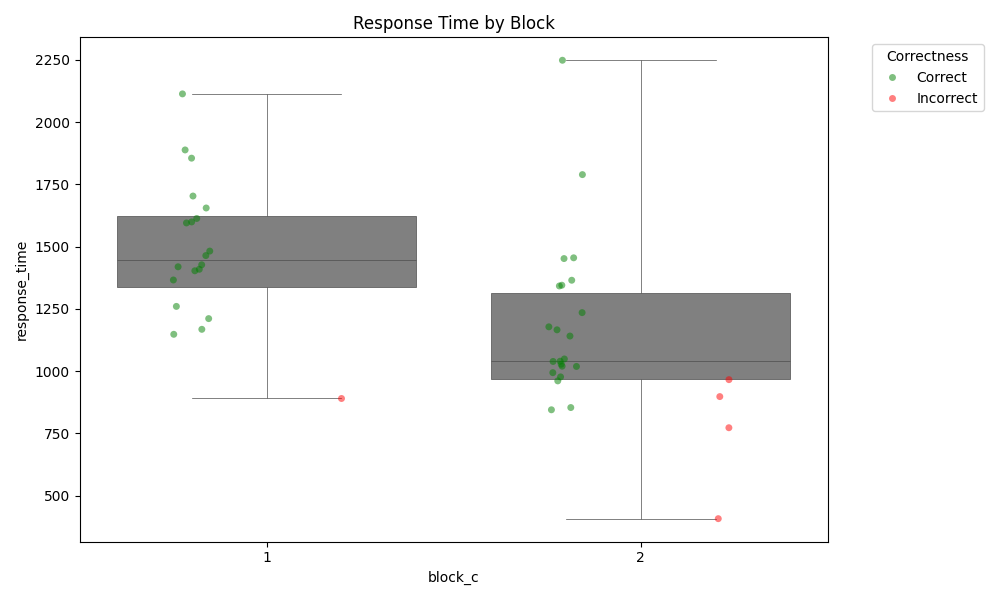 Response Time by Block
Correctness
Correct
Incorrect
response_time
2250
2000
1750
1500
1250
1000
750
500
1
2
block_c